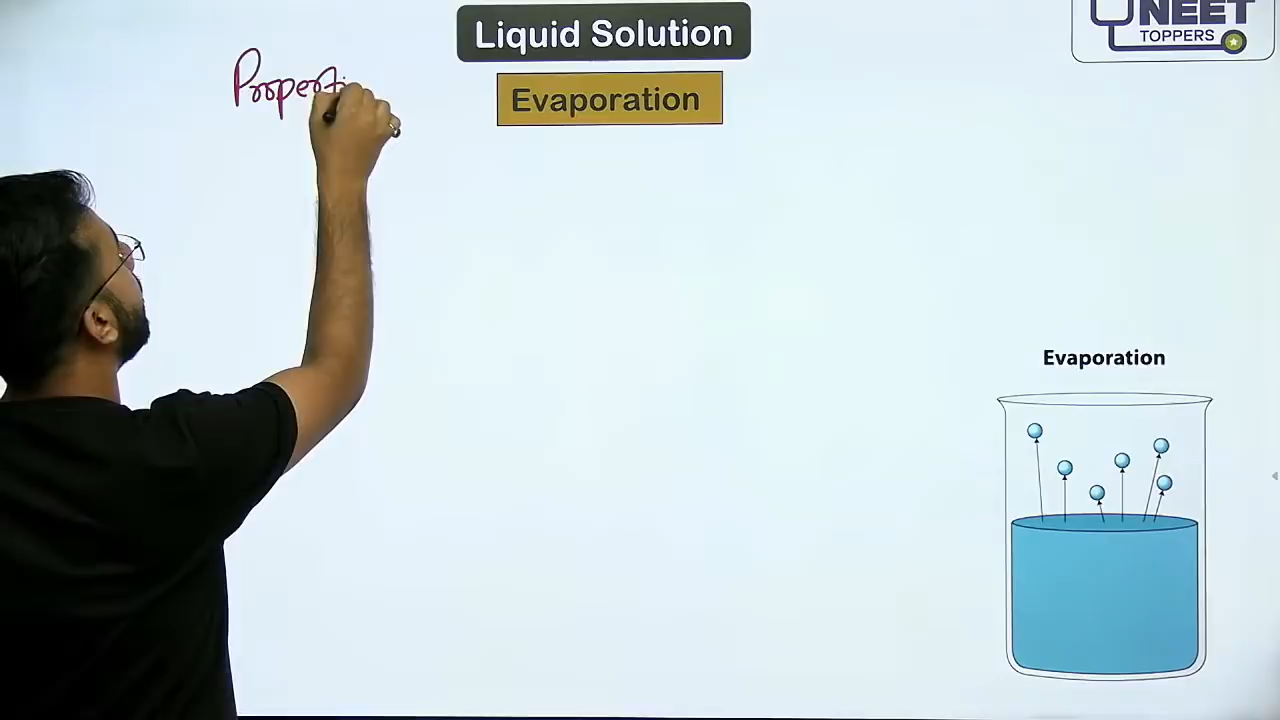 Liquid Solution
NEET
TOPPERS
Evaporation
Evaporation